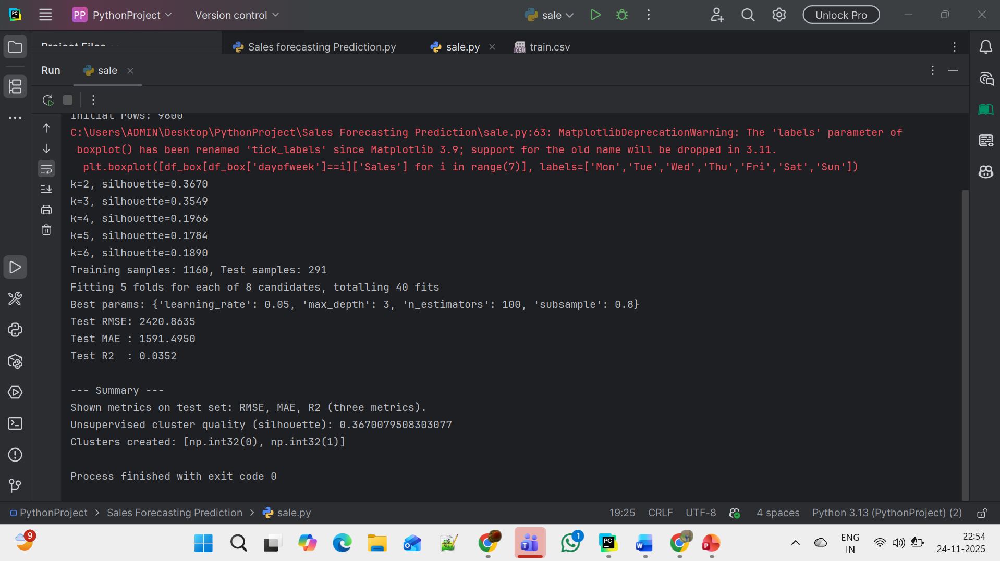 PC
PP PythonProject
Version control
sale
Unlock Pro
Project Files
Sales forecasting Prediction.py
sale.py
train.csv
Run
sale
Initial rows: 9800
C:\Users\ADMIN\Desktop\PythonProject\Sales Forecasting Prediction\sale.py:63: MatplotlibDeprecationWarning: The 'labels' parameter of
boxplot() has been renamed 'tick_labels' since Matplotlib 3.9; support for the old name will be dropped in 3.11.
plt.boxplot([df_box[df_box['dayofweek']==i]['Sales'] for i in range(7)], labels=['Mon','Tue','Wed','Thu','Fri','Sat','Sun'])
k=2, silhouette=0.3670
k=3, silhouette=0.3549
k=4, silhouette=0.1966
k=5, silhouette=0.1784
k=6, silhouette=0.1890
Training samples: 1160, Test samples: 291
Fitting 5 folds for each of 8 candidates, totalling 40 fits
Best params: {'learning_rate': 0.05, 'max_depth': 3, 'n_estimators': 100, 'subsample': 0.8}
Test RMSE: 2420.8635
Test MAE : 1591.4950
Test R2  : 0.0352
--- Summary ---
Shown metrics on test set: RMSE, MAE, R2 (three metrics).
Unsupervised cluster quality (silhouette): 0.3670079508303077
Clusters created: [np.int32(0), np.int32(1)]
Process finished with exit code 0
PythonProject > Sales Forecasting Prediction > sale.py
19:25
CRLF
UTF-8
4 spaces
Python 3.13 (PythonProject) (2)
9
1
ENG
IN
22:54
24-11-2025